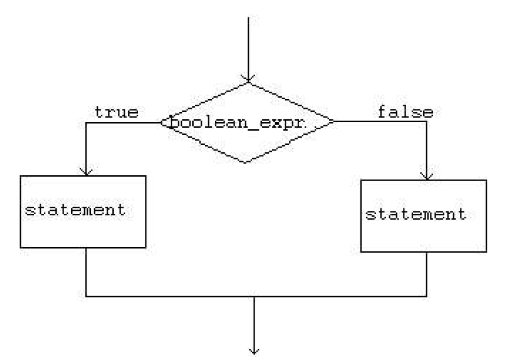 true
false
boolean_expr.
statement
statement